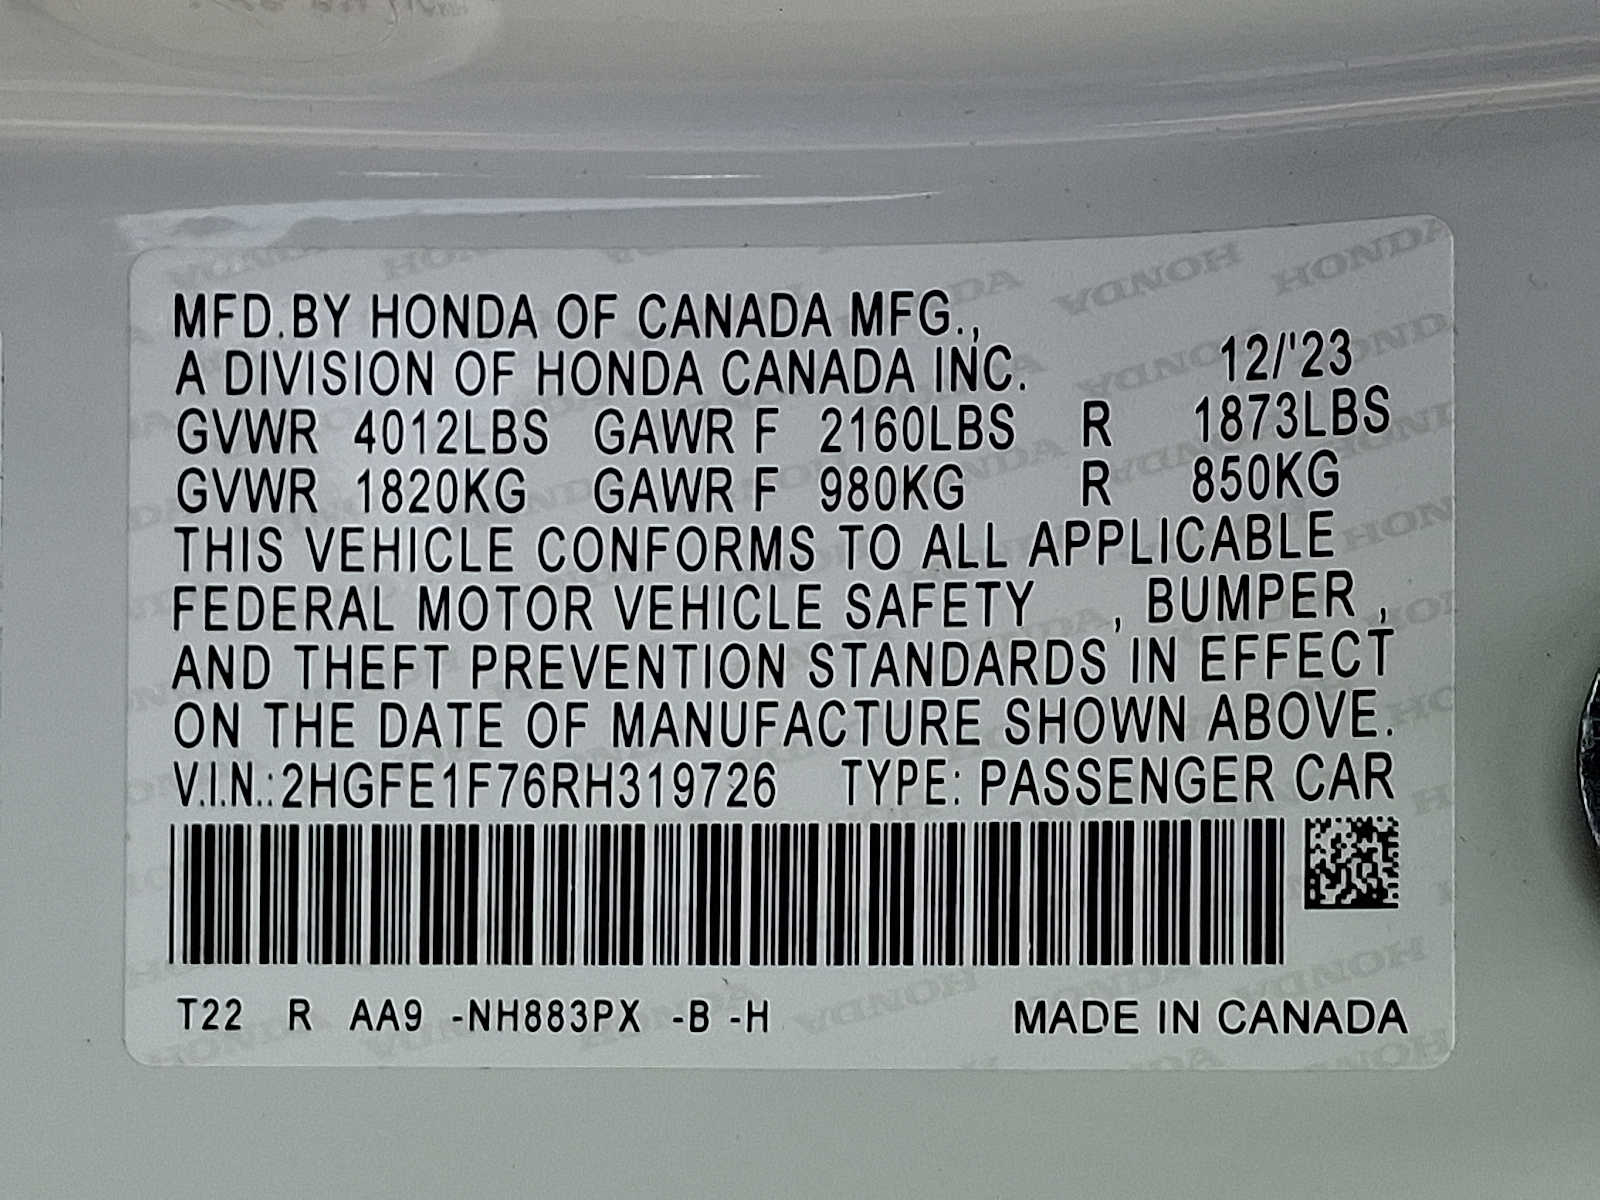 MFD.BY HONDA OF CANADA MFG.,
A DIVISION OF HONDA CANADA INC. 12/'23
GVWR 4012LBS GAWR F 2160LBS R 1873LBS
GVWR 1820KG GAWR F 980KG R 850KG
THIS VEHICLE CONFORMS TO ALL APPLICABLE
FEDERAL MOTOR VEHICLE SAFETY , BUMPER ,
AND THEFT PREVENTION STANDARDS IN EFFECT
ON THE DATE OF MANUFACTURE SHOWN ABOVE.
V.I.N.:2HGFE1F76RH319726 TYPE: PASSENGER CAR
T22 R AA9 -NH883PX -B -H MADE IN CANADA